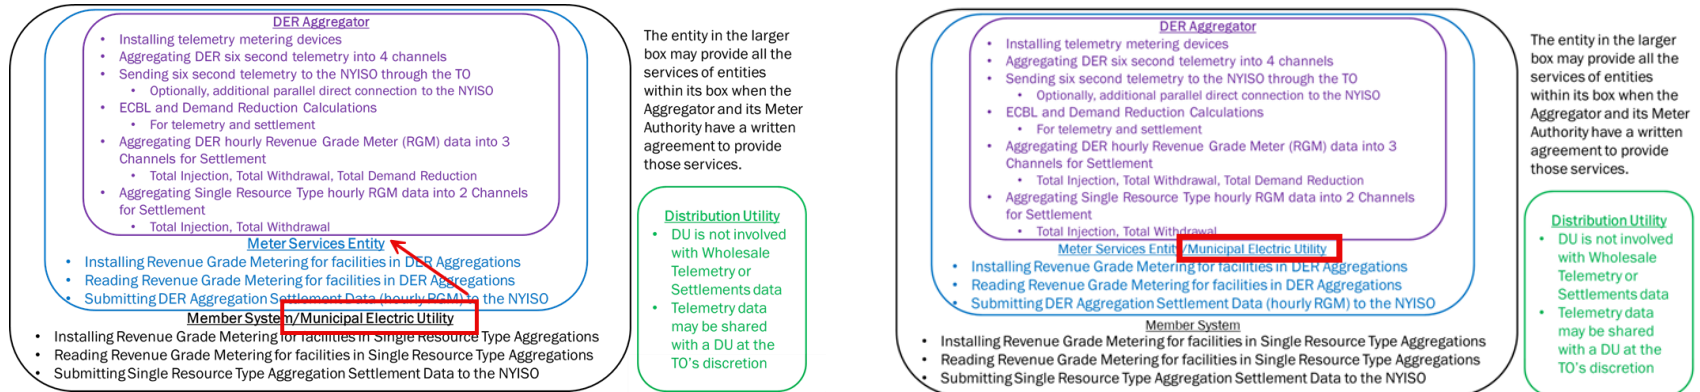 DER Aggregator
• Installing telemetry metering devices
• Aggregating DER six second telemetry into 4 channels
• Sending six second telemetry to the NYISO through the TO
• Optionally, additional parallel direct connection to the NYISO
• ECBL and Demand Reduction Calculations
• For telemetry and settlement
• Aggregating DER hourly Revenue Grade Meter (RGM) data into 3
Channels for Settlement
• Total Injection, Total Withdrawal, Total Demand Reduction
• Aggregating Single Resource Type hourly RGM data into 2 Channels
for Settlement
• Total Injection, Total Withdrawal
Meter Services Entity
• Installing Revenue Grade Metering for facilities in DER Aggregations
• Reading Revenue Grade Metering for facilities in DER Aggregations
• Submitting DER Aggregation Settlement Data (hourly RGM) to the NYISO
Member System/Municipal Electric Utility
• Installing Revenue Grade Metering for facilities in Single Resource Type Aggregations
• Reading Revenue Grade Metering for facilities in Single Resource Type Aggregations
• Submitting Single Resource Type Aggregation Settlement Data to the NYISO
The entity in the larger
box may provide all the
services of entities
within its box when the
Aggregator and its Meter
Authority have a written
agreement to provide
those services.
Distribution Utility
• DU is not involved
with Wholesale
Telemetry or
Settlements data
• Telemetry data
may be shared
with a DU at the
TO's discretion
DER Aggregator
• Installing telemetry metering devices
• Aggregating DER six second telemetry into 4 channels
• Sending six second telemetry to the NYISO through the TO
• Optionally, additional parallel direct connection to the NYISO
• ECBL and Demand Reduction Calculations
• For telemetry and settlement
• Aggregating DER hourly Revenue Grade Meter (RGM) data into 3
Channels for Settlement
• Total Injection, Total Withdrawal, Total Demand Reduction
• Aggregating Single Resource Type hourly RGM data into 2 Channels
for Settlement
• Total Injection, Total Withdrawal
Meter Services Entity/Municipal Electric Utility
• Installing Revenue Grade Metering for facilities in DER Aggregations
• Reading Revenue Grade Metering for facilities in DER Aggregations
• Submitting DER Aggregation Settlement Data (hourly RGM) to the NYISO
Member System
• Installing Revenue Grade Metering for facilities in Single Resource Type Aggregations
• Reading Revenue Grade Metering for facilities in Single Resource Type Aggregations
• Submitting Single Resource Type Aggregation Settlement Data to the NYISO
The entity in the larger
box may provide all the
services of entities
within its box when the
Aggregator and its Meter
Authority have a written
agreement to provide
those services.
Distribution Utility
• DU is not involved
with Wholesale
Telemetry or
Settlements data
• Telemetry data
may be shared
with a DU at the
TO's discretion